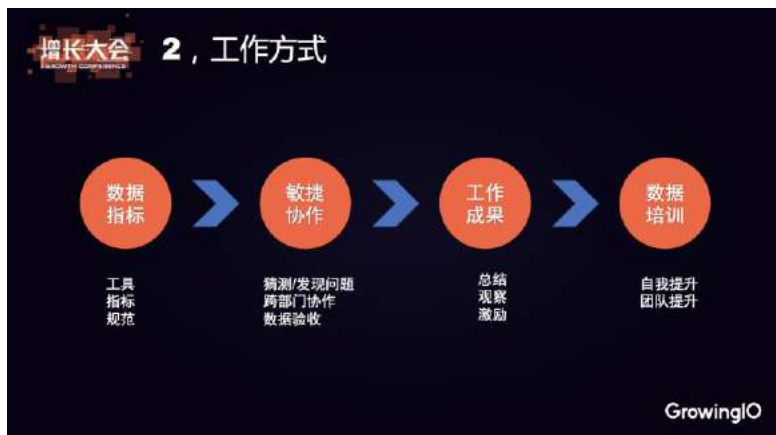 增长大会
GROWTH CONFERENCE
2，工作方式
数据
指标
敏捷
协作
工作
成果
数据
培训
工具
指标
规范
猜测/发现问题
跨部门协作
数据验收
总结
观察
激励
自我提升
团队提升
GrowingIO